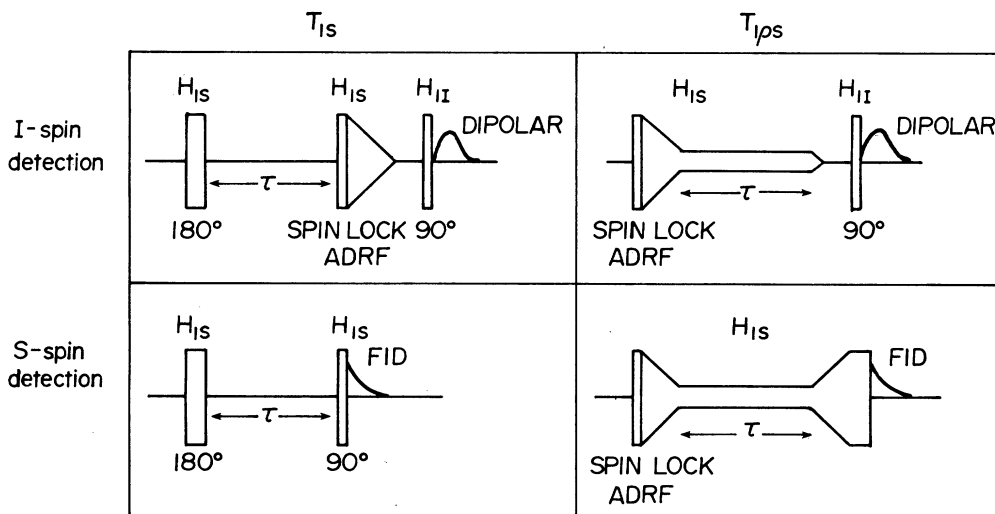 T1S
T1ρS
I-spin
detection
H1S
H1S
H1I
DIPOLAR
τ
180°
SPIN LOCK
ADRF
90°
H1S
H1I
DIPOLAR
τ
SPIN LOCK
ADRF
90°
S-spin
detection
H1S
H1S
FID
τ
180°
90°
H1S
FID
τ
SPIN LOCK
ADRF